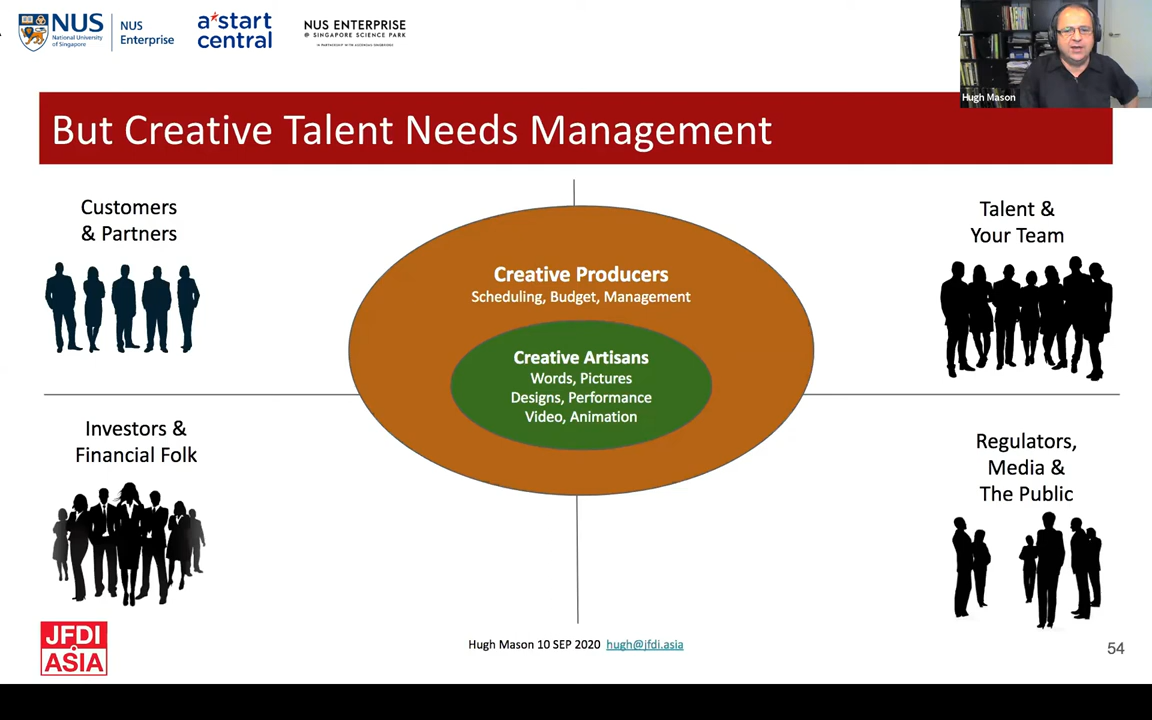 NUS
National University
of Singapore
NUS
Enterprise
a*start
central
NUS ENTERPRISE
@ SINGAPORE SCIENCE PARK
Hugh Mason
But Creative Talent Needs Management
Customers
& Partners
Talent &
Your Team
Creative Producers
Scheduling, Budget, Management
Creative Artisans
Words, Pictures
Designs, Performance
Video, Animation
Investors &
Financial Folk
Regulators,
Media &
The Public
JFDI
ASIA
Hugh Mason 10 SEP 2020 hugh@jfdi.asia
54